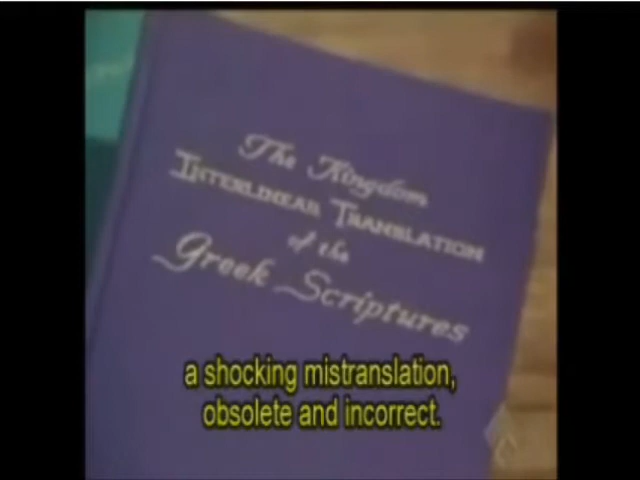 The Kingdom
INTERLINEAR TRANSLATION
of the
Greek Scriptures
a shocking mistranslation,
obsolete and incorrect.